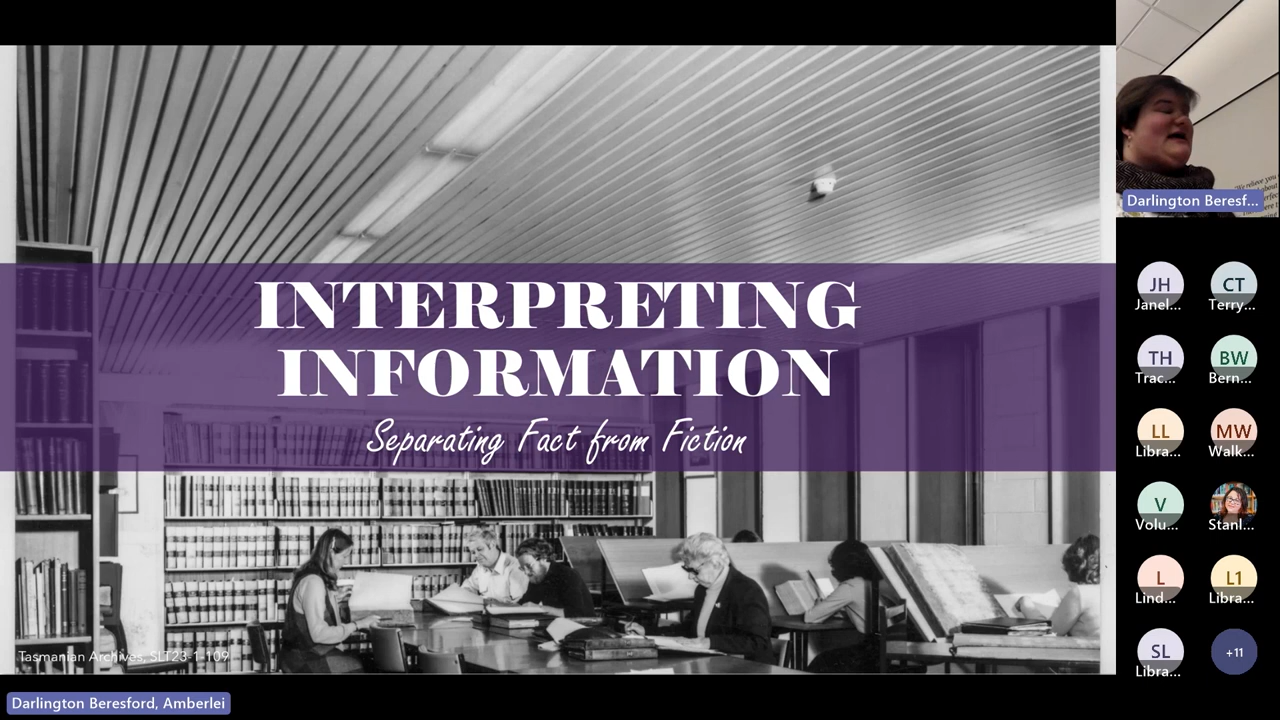 INTERPRETING
INFORMATION
Separating Fact from Fiction
Tasmanian Archives, SLT23-1-109
Darlington Beresford, Amberlei
Darlington Beresf...
JH
Janel...
CT
Terry...
TH
Trac...
BW
Bern...
LL
Libra...
MW
Walk...
V
Volu...
Stanl...
L
Lind...
L1
Libra...
SL
Libra...
+11